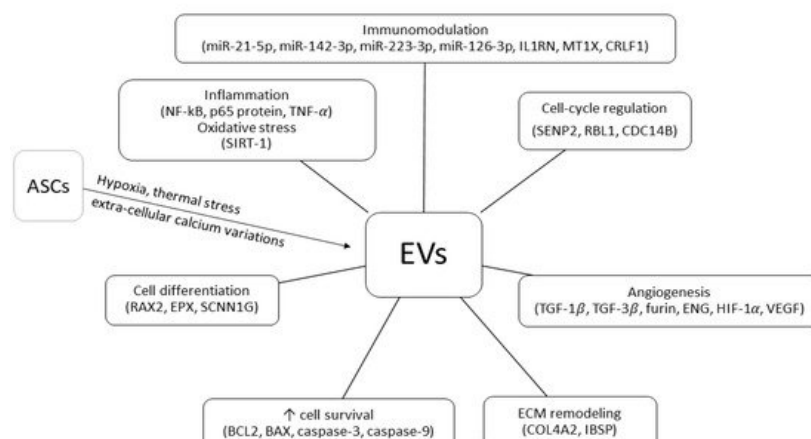 Immunomodulation
(miR-21-5p, miR-142-3p, miR-223-3p, miR-126-3p, IL1RN, MT1X, CRLF1)
Inflammation
(NF-kB, p65 protein, TNF-α)
Oxidative stress
(SIRT-1)
Cell-cycle regulation
(SENP2, RBL1, CDC14B)
ASCs
Hypoxia, thermal stress
extra-cellular calcium variations
EVs
Cell differentiation
(RAX2, EPX, SCNN1G)
Angiogenesis
(TGF-1β, TGF-3β, furin, ENG, HIF-1α, VEGF)
↑ cell survival
(BCL2, BAX, caspase-3, caspase-9)
ECM remodeling
(COL4A2, IBSP)